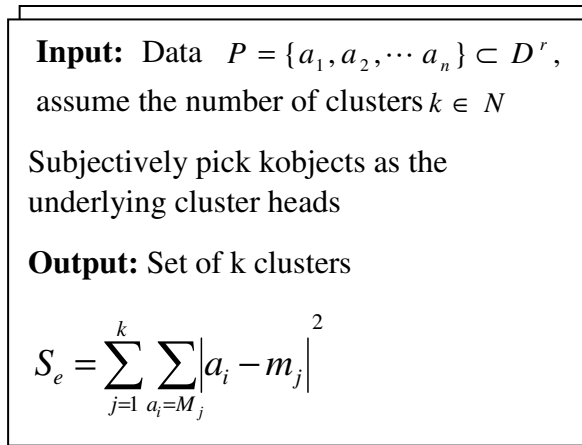 Input: Data P = {a_1, a_2, ⋯ a_n} ⊂ D^r,
assume the number of clusters k ∈ N
Subjectively pick kobjects as the
underlying cluster heads
Output: Set of k clusters
S_e = ∑_{j=1}^{k} ∑_{a_i=M_j} |a_i − m_j|^2